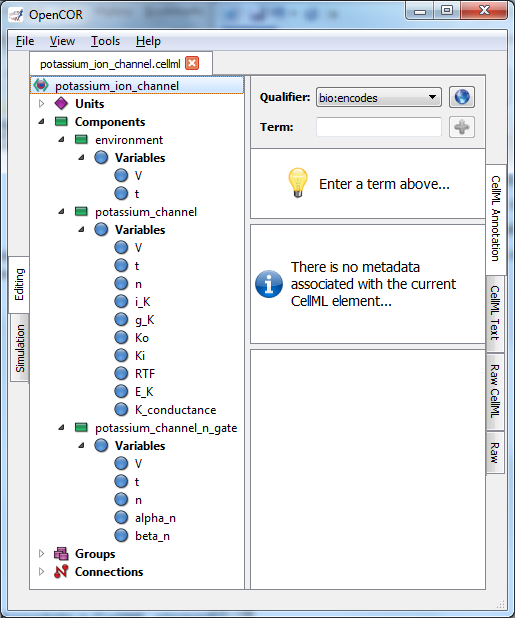 OpenCOR
File View Tools Help
potassium_ion_channel.cellml
potassium_ion_channel
Units
Components
environment
Variables
V
t
potassium_channel
Variables
V
t
n
i_K
g_K
Ko
Ki
RTF
E_K
K_conductance
potassium_channel_n_gate
Variables
V
t
n
alpha_n
beta_n
Groups
Connections
Qualifier: bio:encodes
Term:
Enter a term above...
There is no metadata
associated with the current
CellML element...
Editing
Simulation
CellML Annotation
CellML Text
Raw CellML
Raw